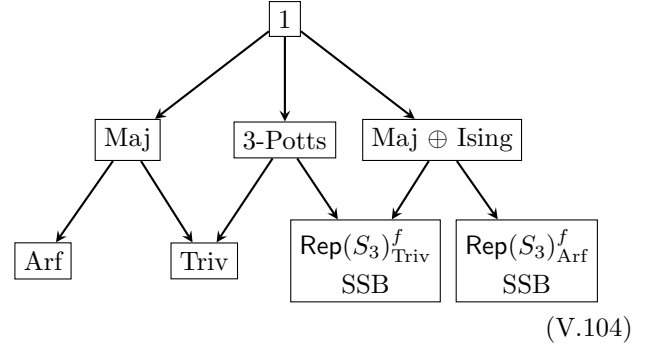 1
Maj
3-Potts
Maj ⊕ Ising
Arf
Triv
Rep(S₃)ᶠ_Triv
SSB
Rep(S₃)ᶠ_Arf
SSB
(V.104)